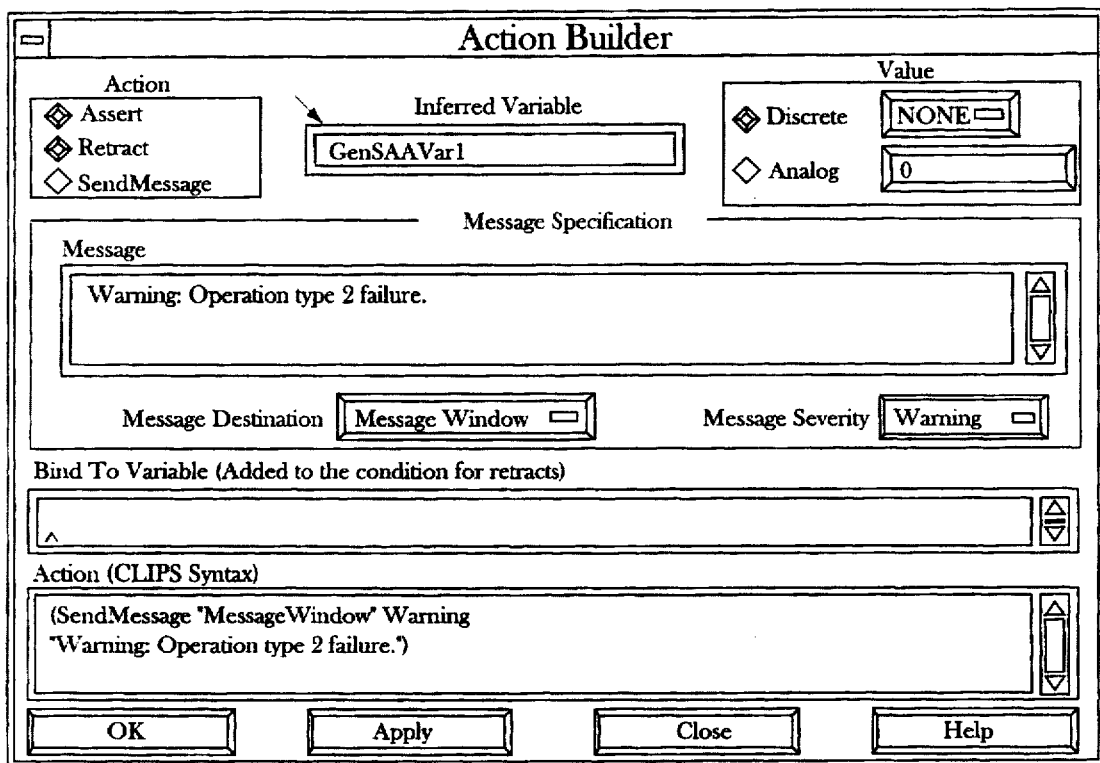 Action Builder
Action
Assert
Retract
SendMessage
Inferred Variable
GenSAAVar1
Value
Discrete
NONE
Analog
0
Message Specification
Message
Warning: Operation type 2 failure.
Message Destination
Message Window
Message Severity
Warning
Bind To Variable (Added to the condition for retracts)
^
Action (CLIPS Syntax)
(SendMessage "MessageWindow" Warning
"Warning: Operation type 2 failure.")
OK
Apply
Close
Help